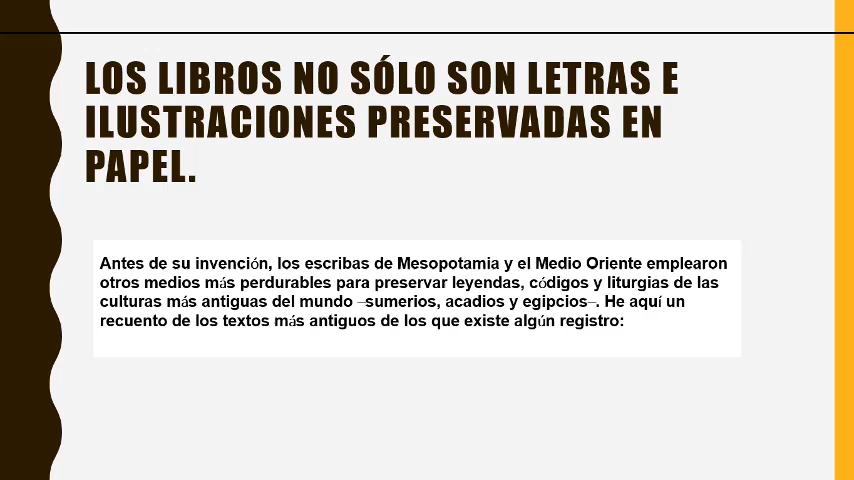 LOS LIBROS NO SÓLO SON LETRAS E
ILUSTRACIONES PRESERVADAS EN
PAPEL.
Antes de su invención, los escribas de Mesopotamia y el Medio Oriente emplearon
otros medios más perdurables para preservar leyendas, códigos y liturgias de las
culturas más antiguas del mundo –sumerios, acadios y egipcios–. He aquí un
recuento de los textos más antiguos de los que existe algún registro: